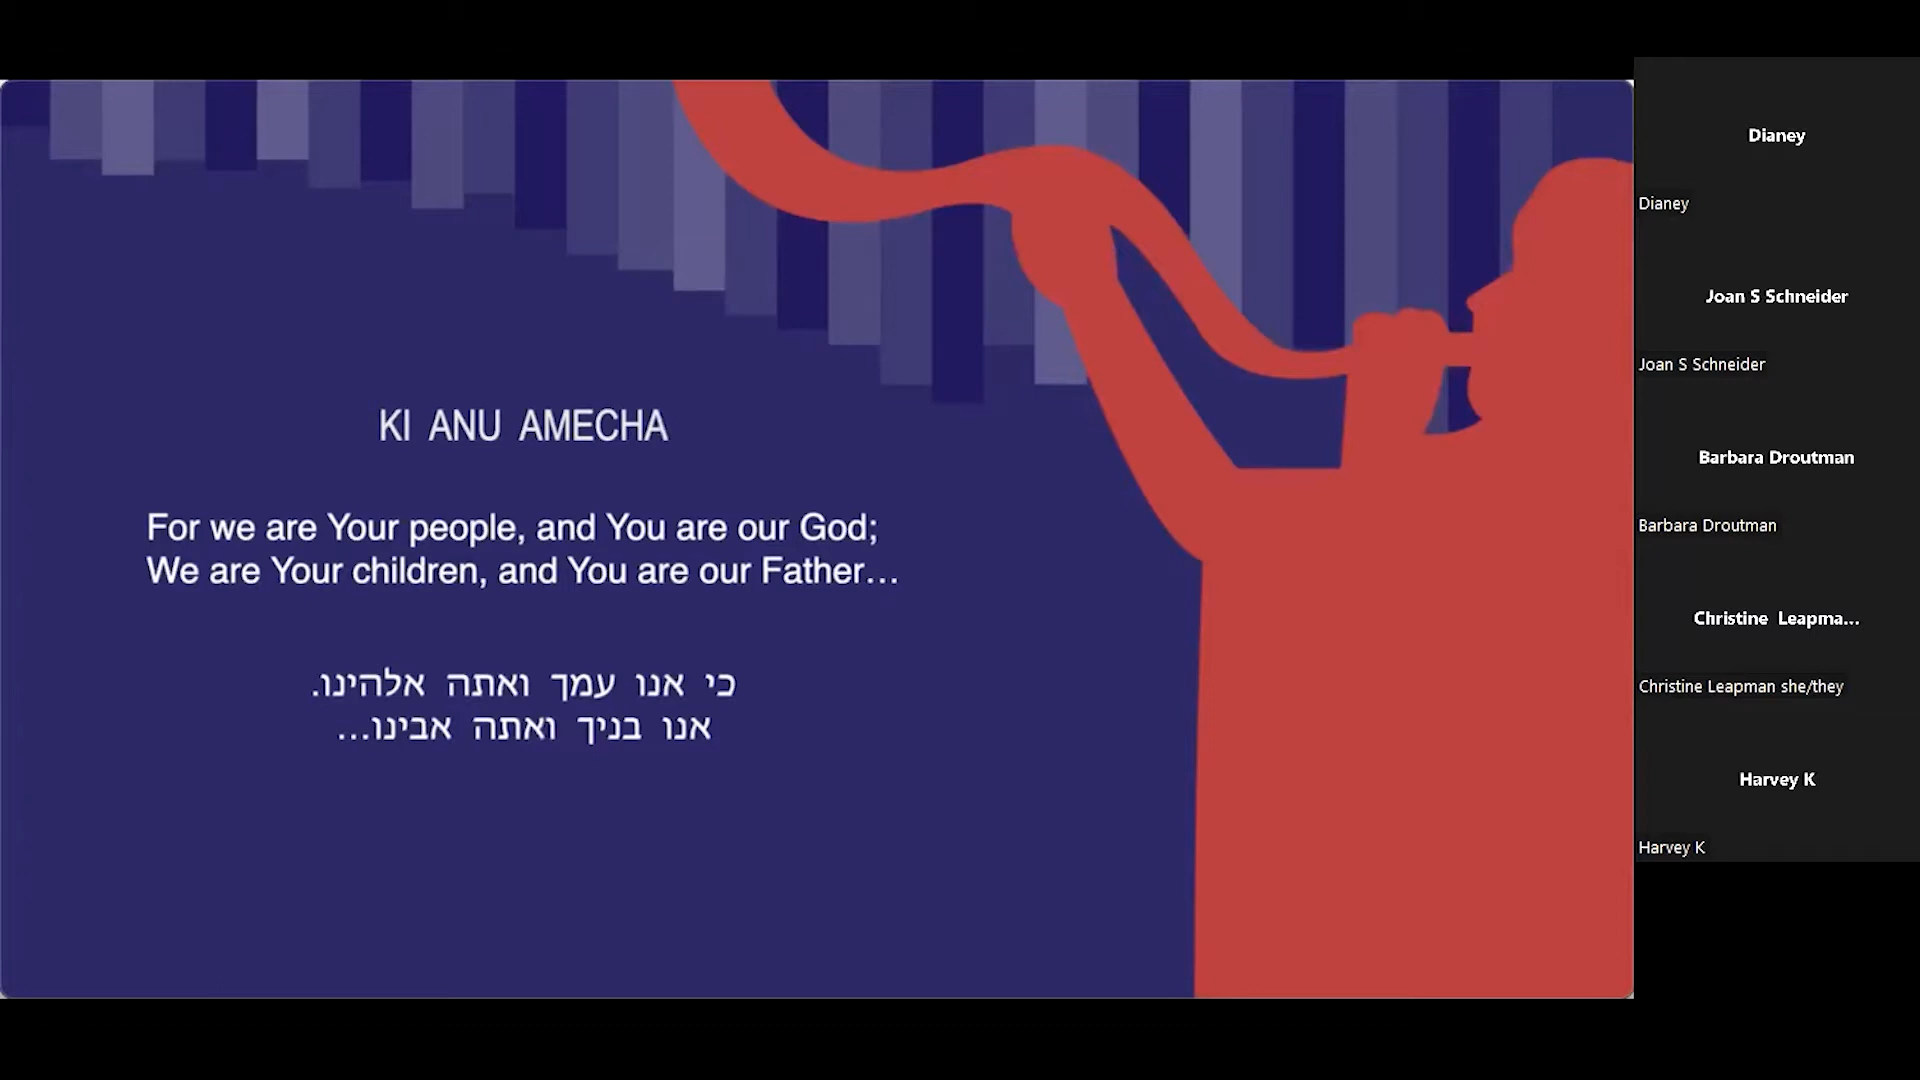 KI ANU AMECHA
For we are Your people, and You are our God;
We are Your children, and You are our Father…
כי אנו עמך ואתה אלהינו.
אנו בניך ואתה אבינו...
Dianey
Dianey
Joan S Schneider
Joan S Schneider
Barbara Droutman
Barbara Droutman
Christine Leapma...
Christine Leapman she/they
Harvey K
Harvey K